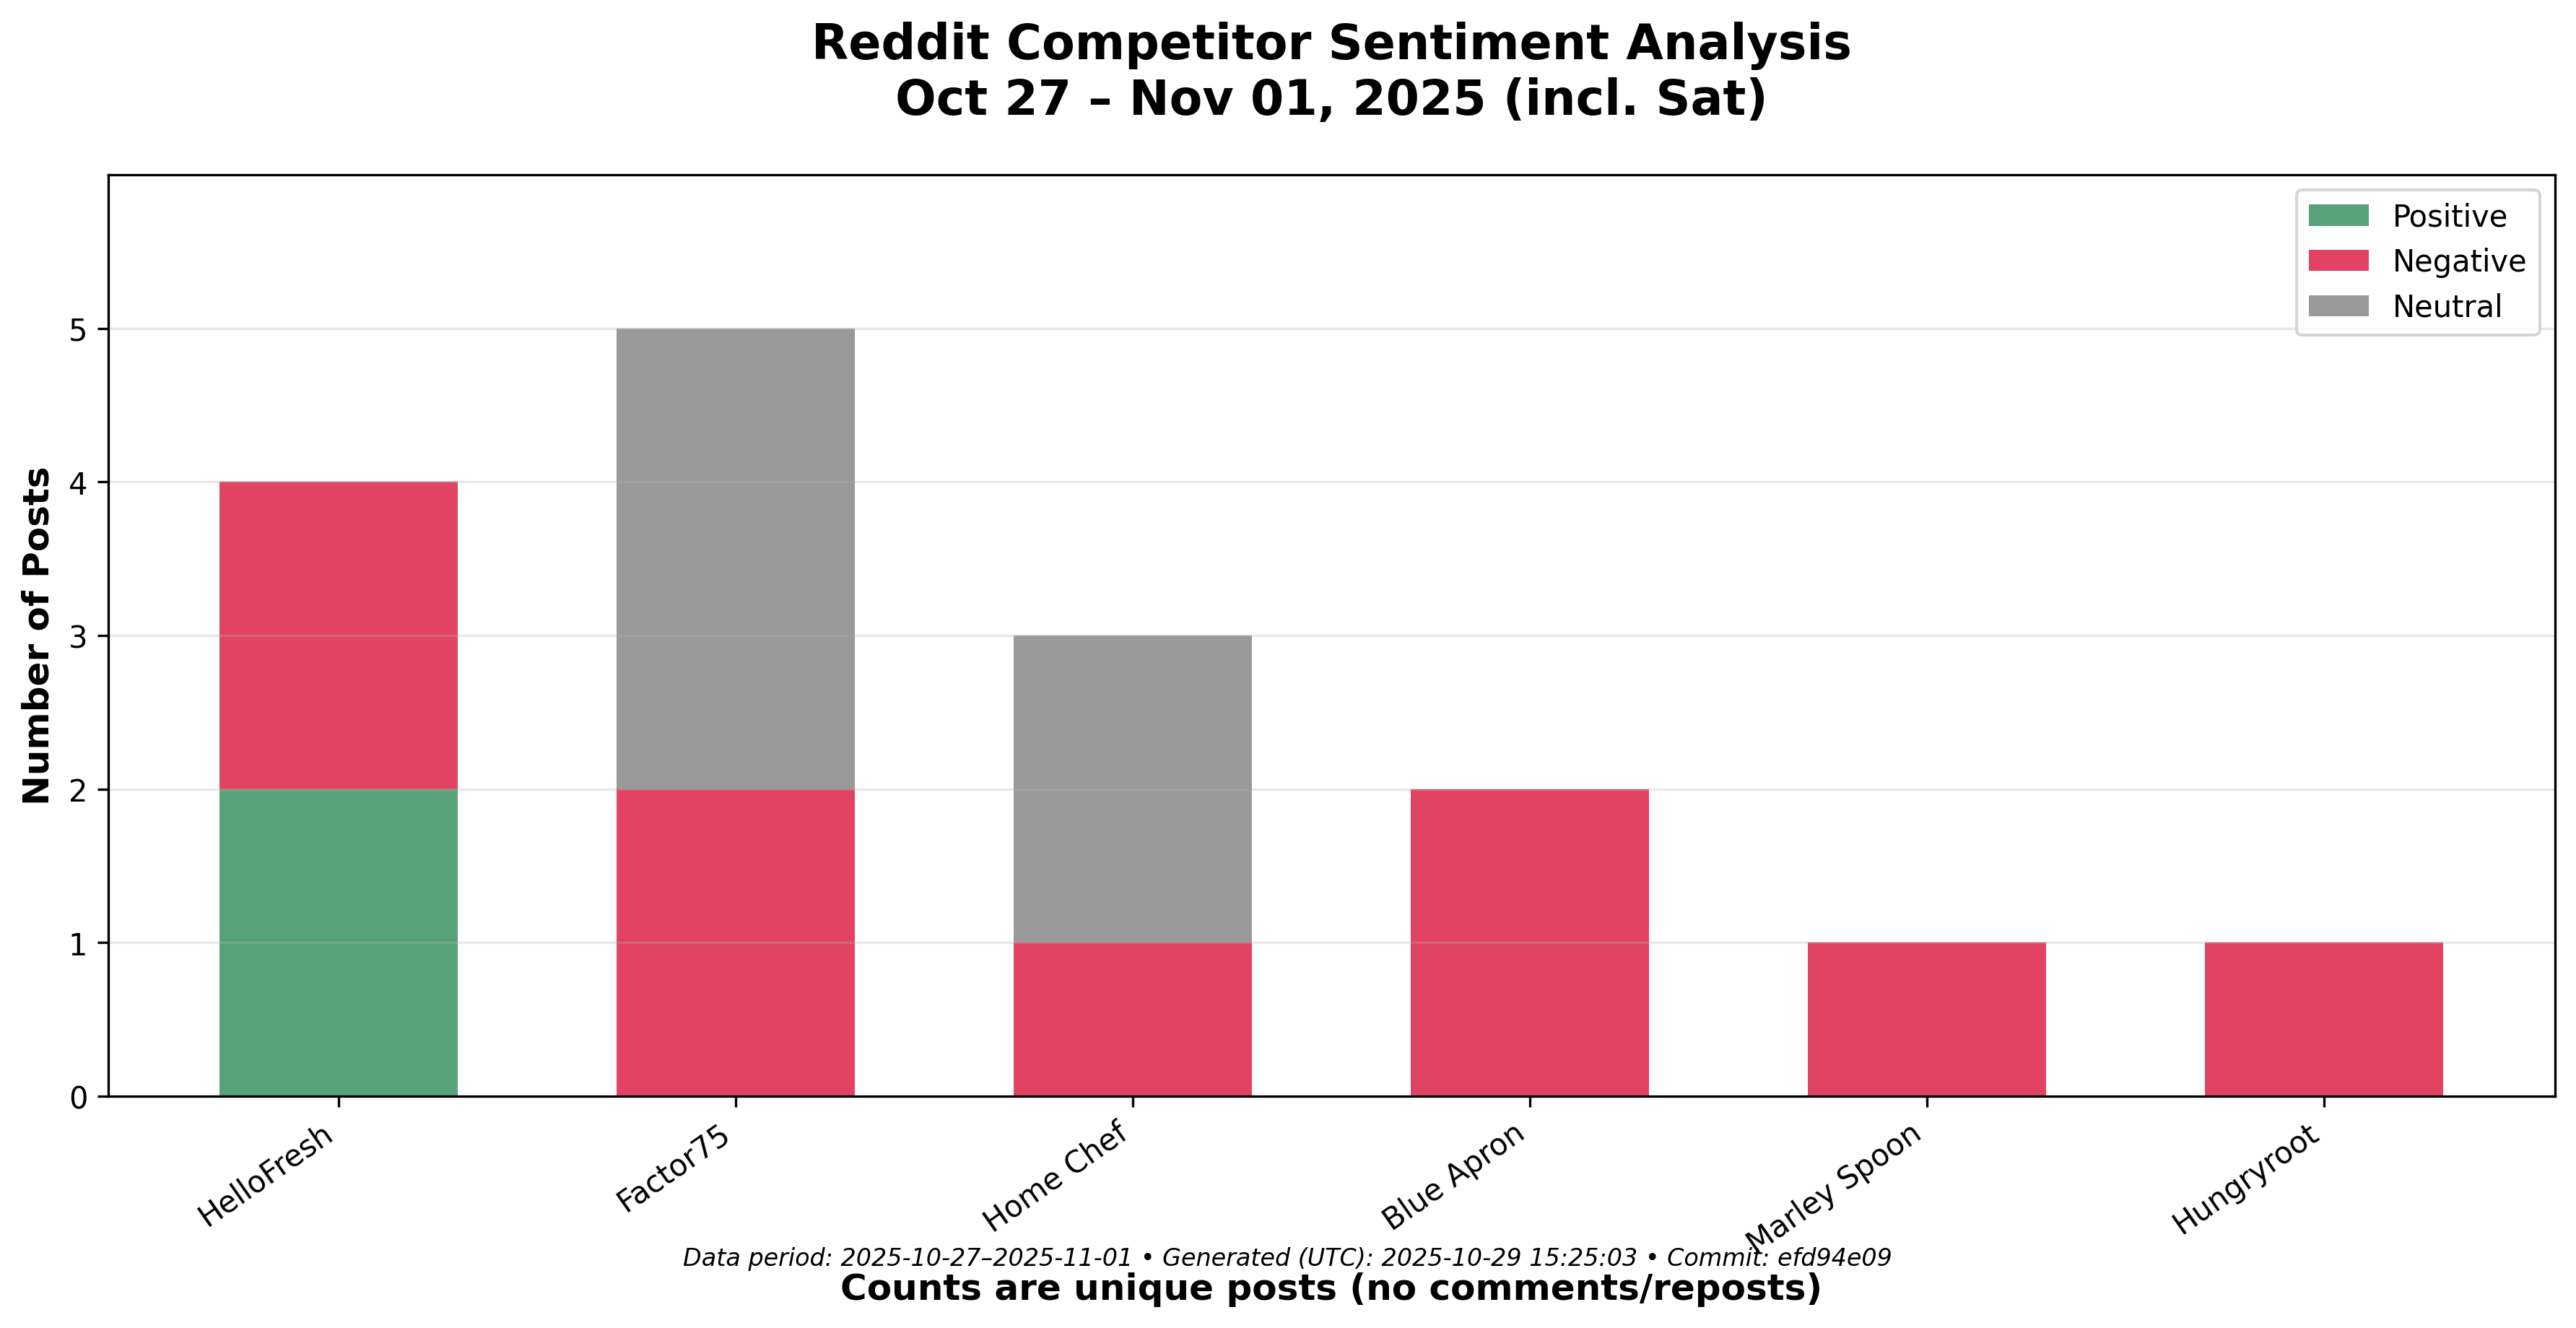 Reddit Competitor Sentiment Analysis
Oct 27 – Nov 01, 2025 (incl. Sat)
Positive
Negative
Neutral
Number of Posts
5
4
3
2
1
0
HelloFresh
Factor75
Home Chef
Blue Apron
Marley Spoon
Hungryroot
Data period: 2025-10-27–2025-11-01 • Generated (UTC): 2025-10-29 15:25:03 • Commit: efd94e09
Counts are unique posts (no comments/reposts)